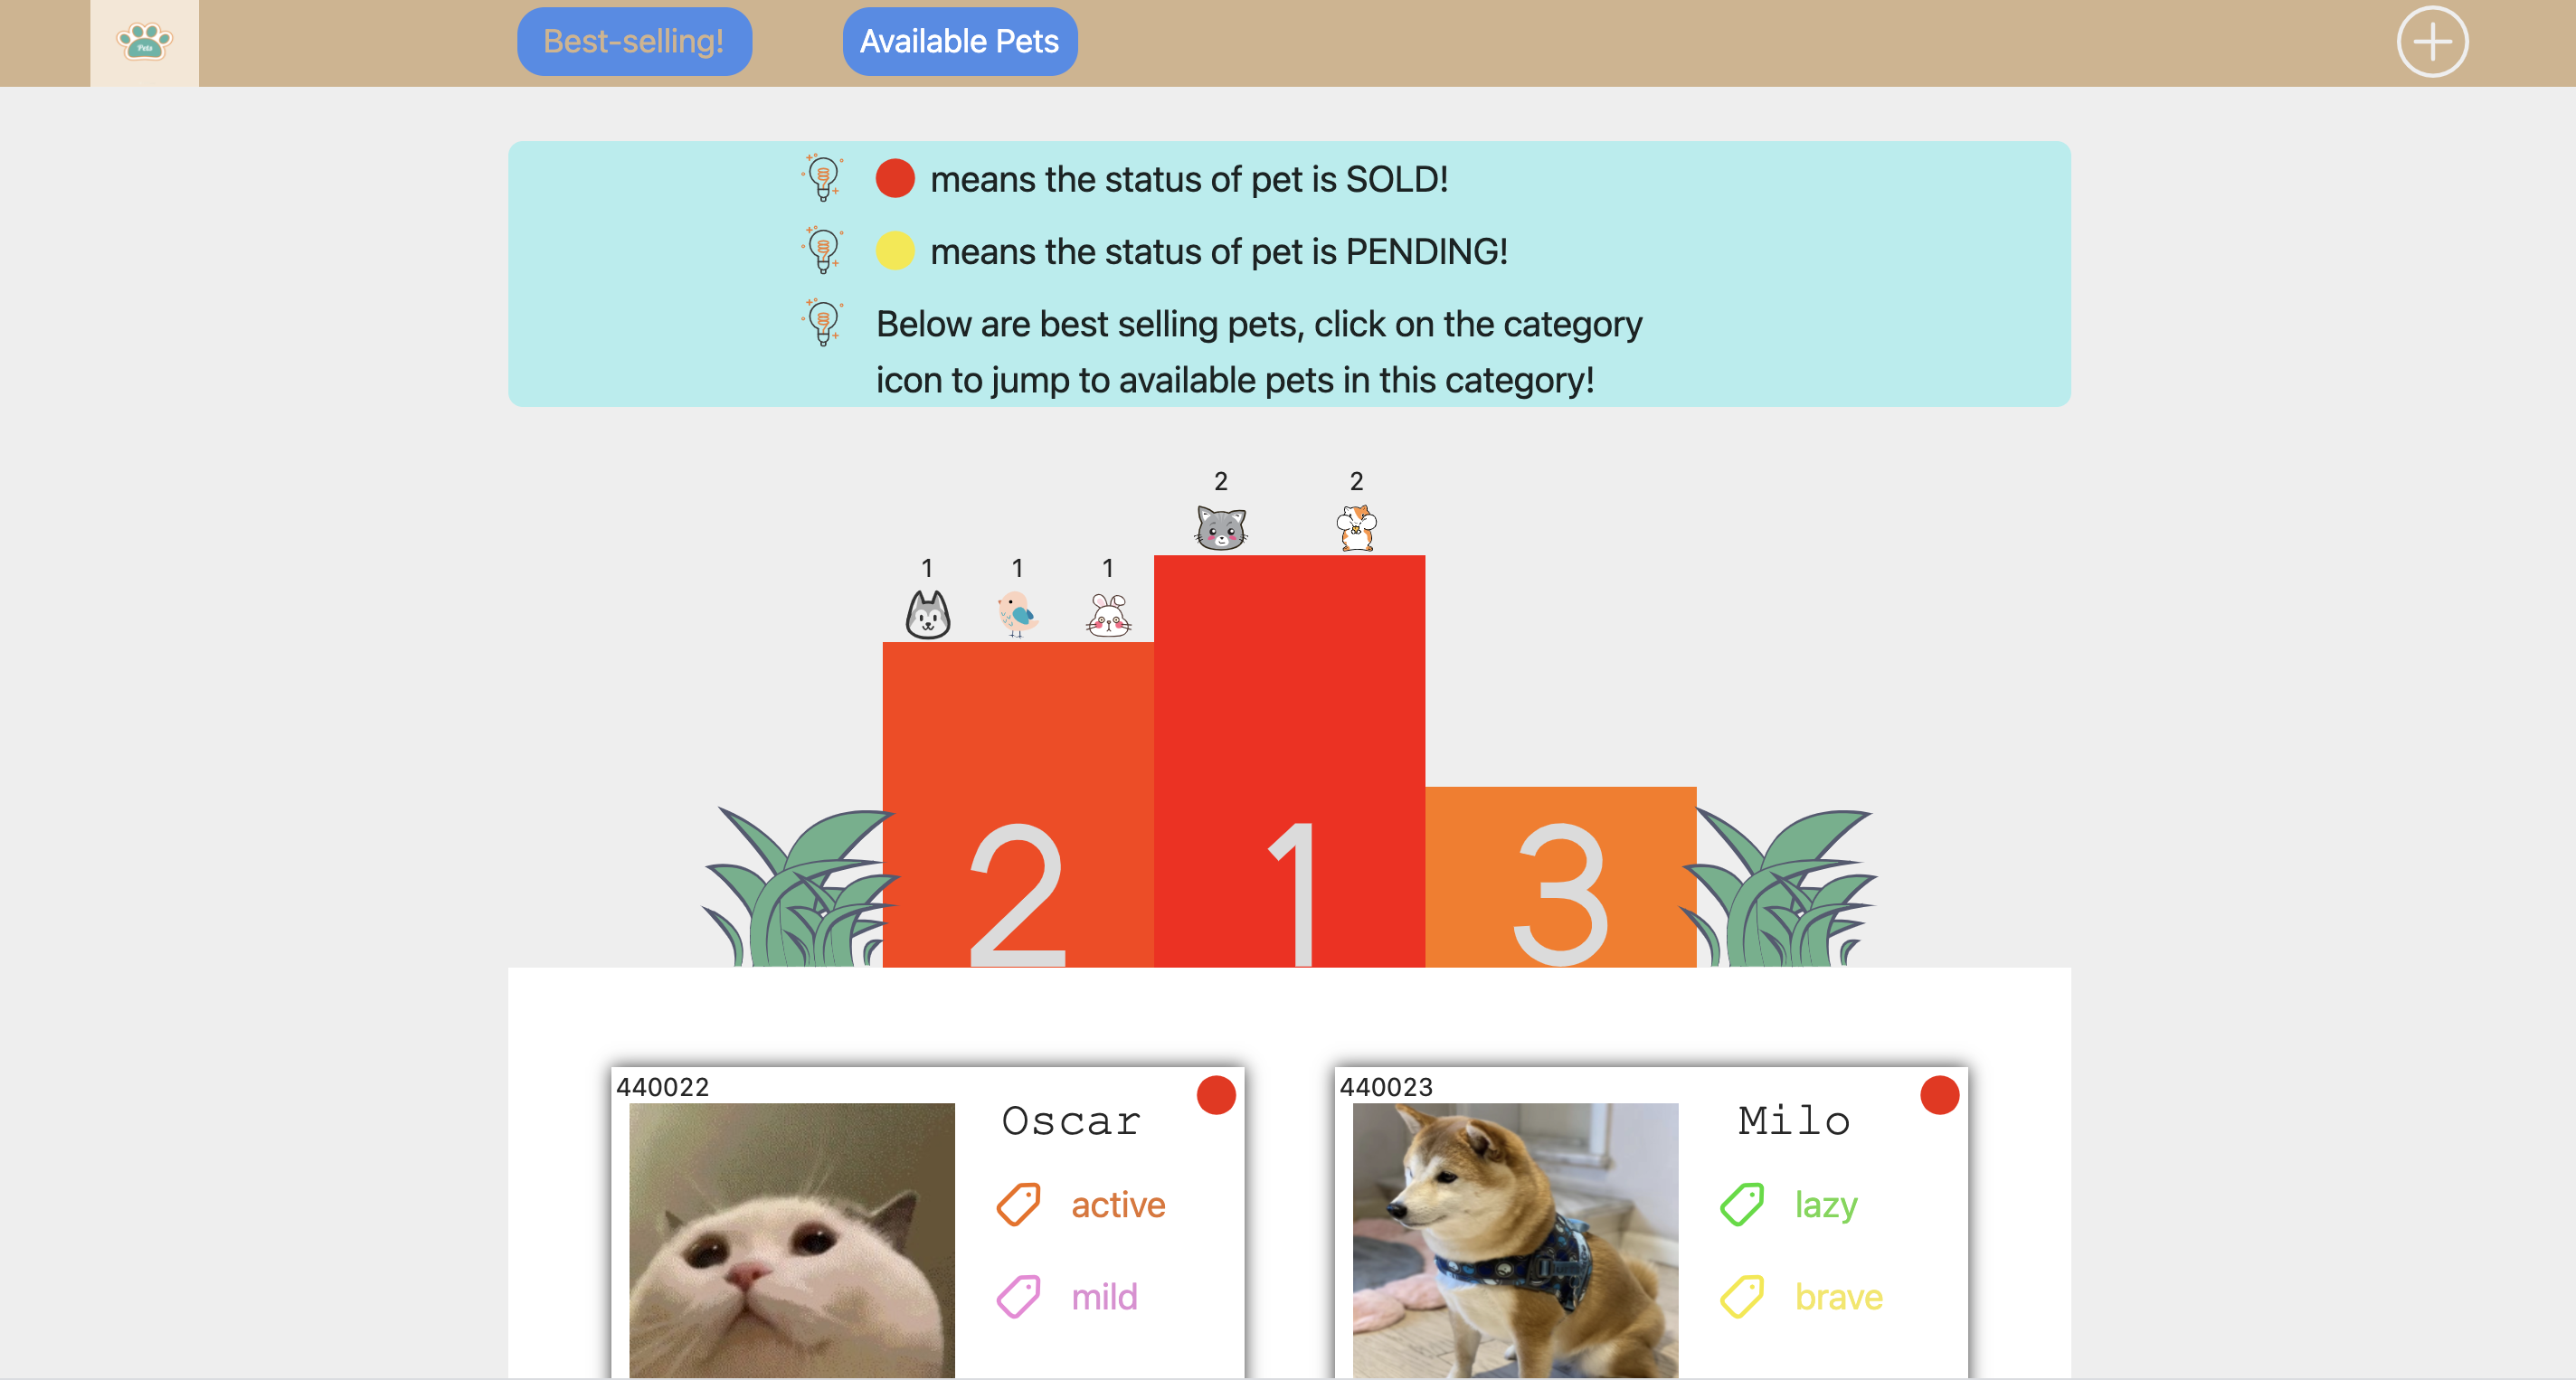 Pets
Best-selling!
Available Pets
means the status of pet is SOLD!
means the status of pet is PENDING!
Below are best selling pets, click on the category
icon to jump to available pets in this category!
2 2
1 1 1
2 1 3
440022
Oscar
active
mild
440023
Milo
lazy
brave